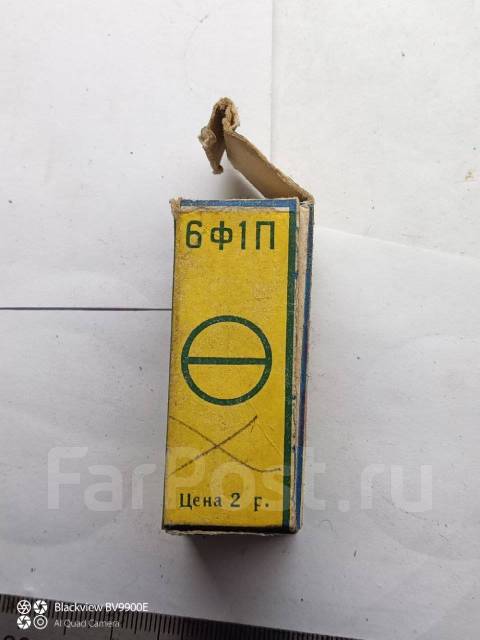 6Ф1П
Цена 2 р.
FarPost.ru
Blackview BV9900E
AI Quad Camera